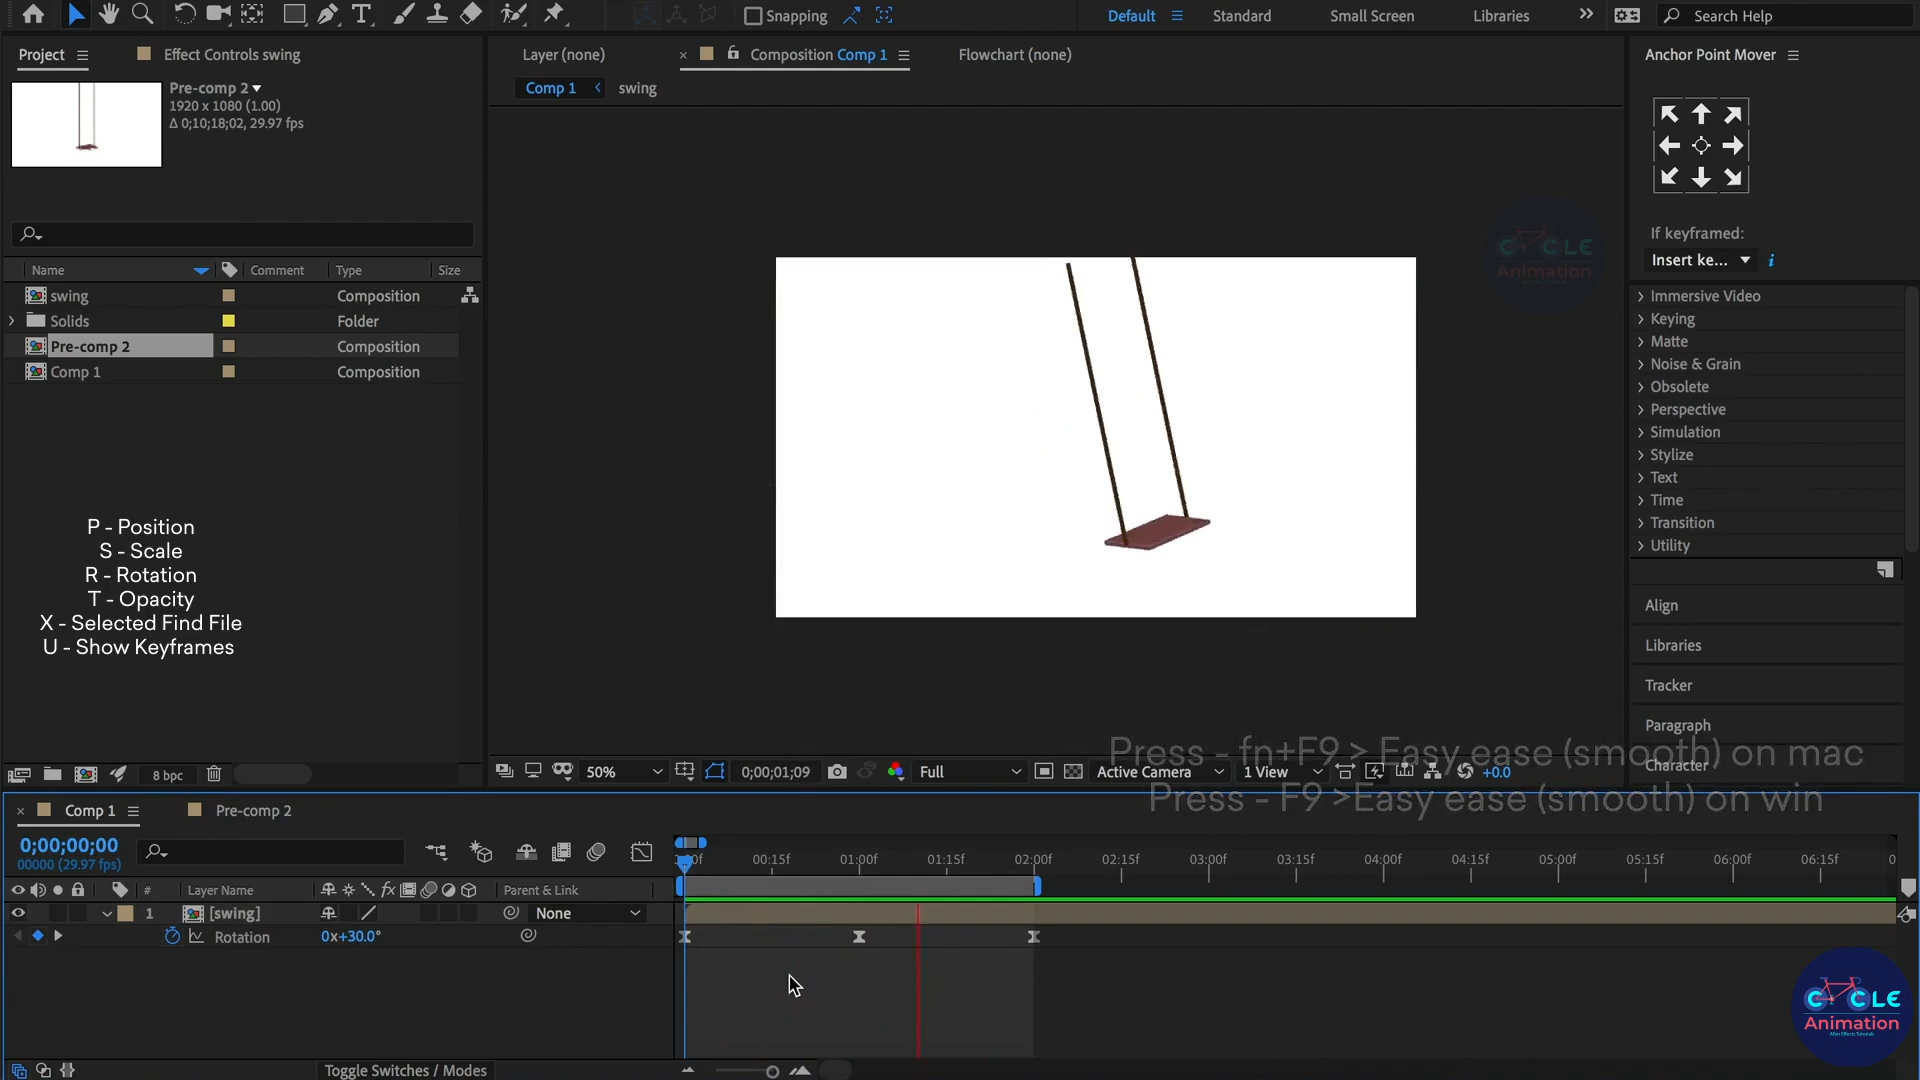 Snapping
Default
Standard
Small Screen
Libraries
Search Help
Project
Effect Controls swing
Layer (none)
Composition Comp 1
Flowchart (none)
Anchor Point Mover
Pre-comp 2
1920 x 1080 (1.00)
Δ 0;10;18;02, 29.97 fps
Comp 1
swing
If keyframed:
Insert ke...
Name
Comment
Type
Size
swing
Composition
Solids
Folder
Pre-comp 2
Composition
Comp 1
Composition
Immersive Video
Keying
Matte
Noise & Grain
Obsolete
Perspective
Simulation
Stylize
Text
Time
Transition
Utility
P - Position
S - Scale
R - Rotation
T - Opacity
X - Selected Find File
U - Show Keyframes
Align
Libraries
Tracker
Paragraph
Character
Press - fn+F9 > Easy ease (smooth) on mac
Press - F9 >Easy ease (smooth) on win
8 bpc
50%
0;00;01;09
Full
Active Camera
1 View
+0.0
Comp 1
Pre-comp 2
0;00;00;00
00000 (29.97 fps)
00:15f
01:00f
01:15f
02:00f
02:15f
03:00f
03:15f
04:00f
04:15f
05:00f
05:15f
06:00f
06:15f
#
Layer Name
fx
Parent & Link
1
[swing]
None
Rotation
0x+30.0°
Toggle Switches / Modes
CYCLE
Animation
After Effects Tutorials
CYCLE
Animation